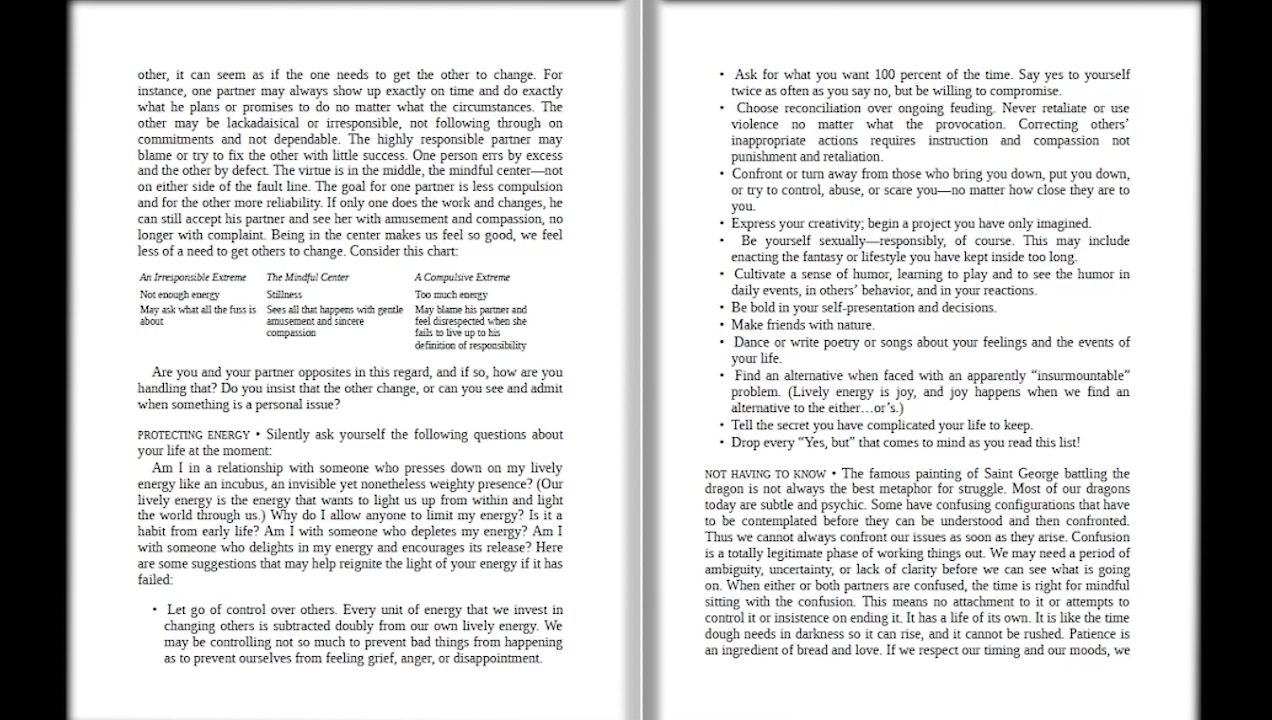 other, it can seem as if the one needs to get the other to change. For
instance, one partner may always show up exactly on time and do exactly
what he plans or promises to do no matter what the circumstances. The
other may be lackadaisical or irresponsible, not following through on
commitments and not dependable. The highly responsible partner may
blame or try to fix the other with little success. One person errs by excess
and the other by defect. The virtue is in the middle, the mindful center—not
on either side of the fault line. The goal for one partner is less compulsion
and for the other more reliability. If only one does the work and changes, he
can still accept his partner and see her with amusement and compassion, no
longer with complaint. Being in the center makes us feel so good, we feel
less of a need to get others to change. Consider this chart:
An Irresponsible Extreme The Mindful Center A Compulsive Extreme
Not enough energy Stillness Too much energy
May ask what all the fuss is Sees all that happens with gentle May blame his partner and
about amusement and sincere feel disrespected when she
compassion fails to live up to his
definition of responsibility
Are you and your partner opposites in this regard, and if so, how are you
handling that? Do you insist that the other change, or can you see and admit
when something is a personal issue?
PROTECTING ENERGY • Silently ask yourself the following questions about
your life at the moment:
Am I in a relationship with someone who presses down on my lively
energy like an incubus, an invisible yet nonetheless weighty presence? (Our
lively energy is the energy that wants to light us up from within and light
the world through us.) Why do I allow anyone to limit my energy? Is it a
habit from early life? Am I with someone who depletes my energy? Am I
with someone who delights in my energy and encourages its release? Here
are some suggestions that may help reignite the light of your energy if it has
failed:
• Let go of control over others. Every unit of energy that we invest in
changing others is subtracted doubly from our own lively energy. We
may be controlling not so much to prevent bad things from happening
as to prevent ourselves from feeling grief, anger, or disappointment.
• Ask for what you want 100 percent of the time. Say yes to yourself
twice as often as you say no, but be willing to compromise.
• Choose reconciliation over ongoing feuding. Never retaliate or use
violence no matter what the provocation. Correcting others’
inappropriate actions requires instruction and compassion not
punishment and retaliation.
• Confront or turn away from those who bring you down, put you down,
or try to control, abuse, or scare you—no matter how close they are to
you.
• Express your creativity; begin a project you have only imagined.
• Be yourself sexually—responsibly, of course. This may include
enacting the fantasy or lifestyle you have kept inside too long.
• Cultivate a sense of humor, learning to play and to see the humor in
daily events, in others’ behavior, and in your reactions.
• Be bold in your self-presentation and decisions.
• Make friends with nature.
• Dance or write poetry or songs about your feelings and the events of
your life.
• Find an alternative when faced with an apparently “insurmountable”
problem. (Lively energy is joy, and joy happens when we find an
alternative to the either…or’s.)
• Tell the secret you have complicated your life to keep.
• Drop every “Yes, but” that comes to mind as you read this list!
NOT HAVING TO KNOW • The famous painting of Saint George battling the
dragon is not always the best metaphor for struggle. Most of our dragons
today are subtle and psychic. Some have confusing configurations that have
to be contemplated before they can be understood and then confronted.
Thus we cannot always confront our issues as soon as they arise. Confusion
is a totally legitimate phase of working things out. We may need a period of
ambiguity, uncertainty, or lack of clarity before we can see what is going
on. When either or both partners are confused, the time is right for mindful
sitting with the confusion. This means no attachment to it or attempts to
control it or insistence on ending it. It has a life of its own. It is like the time
dough needs in darkness so it can rise, and it cannot be rushed. Patience is
an ingredient of bread and love. If we respect our timing and our moods, we